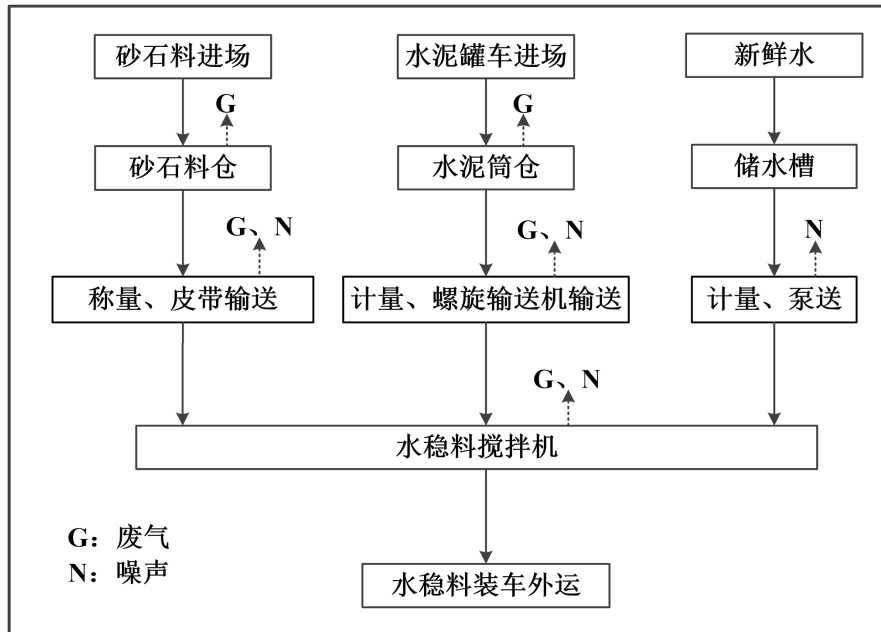 砂石料进场
水泥罐车进场
新鲜水
G
G
砂石料仓
水泥筒仓
储水槽
G、N
G、N
N
称量、皮带输送
计量、螺旋输送机输送
计量、泵送
G、N
水稳料搅拌机
G：废气
N：噪声
水稳料装车外运